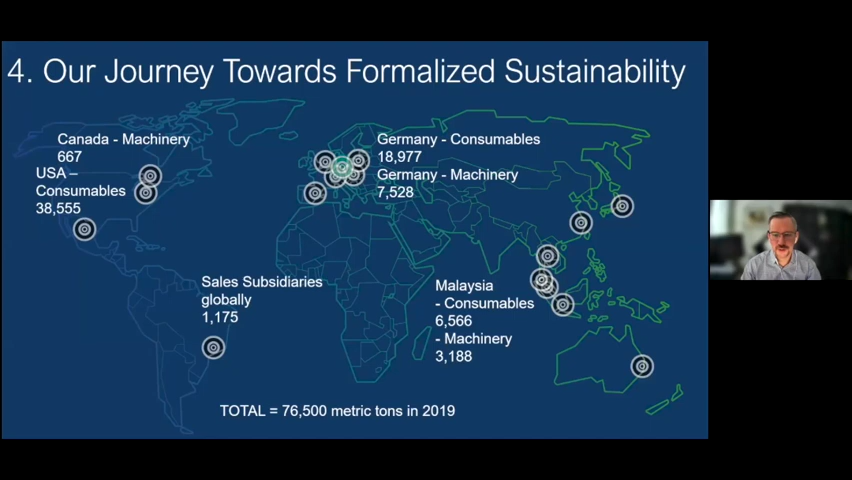 4. Our Journey Towards Formalized Sustainability
Canada - Machinery
667
USA –
Consumables
38,555
Germany - Consumables
18,977
Germany - Machinery
7,528
Sales Subsidiaries
globally
1,175
Malaysia
- Consumables
6,566
- Machinery
3,188
TOTAL = 76,500 metric tons in 2019